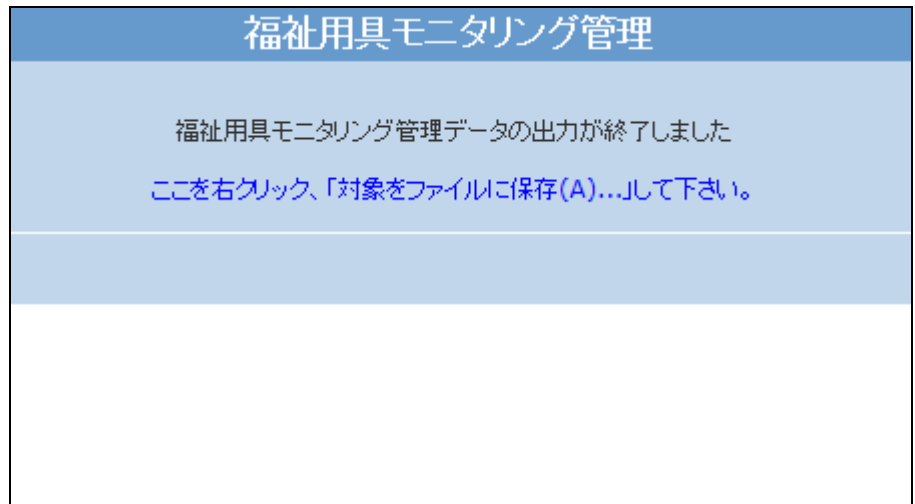 福祉用具モニタリング管理
福祉用具モニタリング管理データの出力が終了しました
ここを右クリック、「対象をファイルに保存(A)...」して下さい。